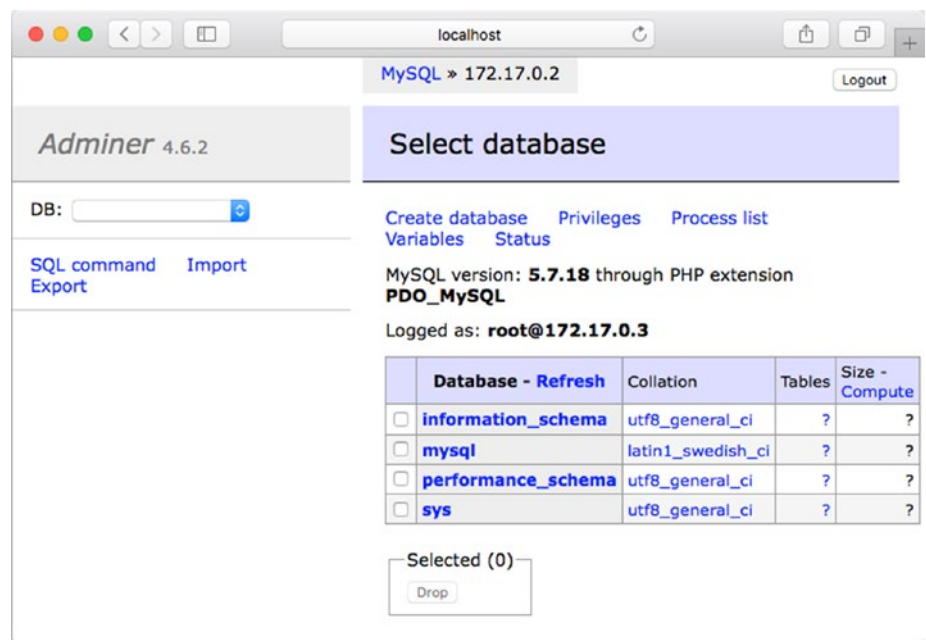 localhost
MySQL » 172.17.0.2
Logout
Adminer 4.6.2
Select database
DB:
Create database Privileges Process list
Variables Status
SQL command Import
Export
MySQL version: 5.7.18 through PHP extension
PDO_MySQL
Logged as: root@172.17.0.3
Database - Refresh Collation Tables Size -
Compute
information_schema utf8_general_ci ? ?
mysql latin1_swedish_ci ? ?
performance_schema utf8_general_ci ? ?
sys utf8_general_ci ? ?
Selected (0)
Drop